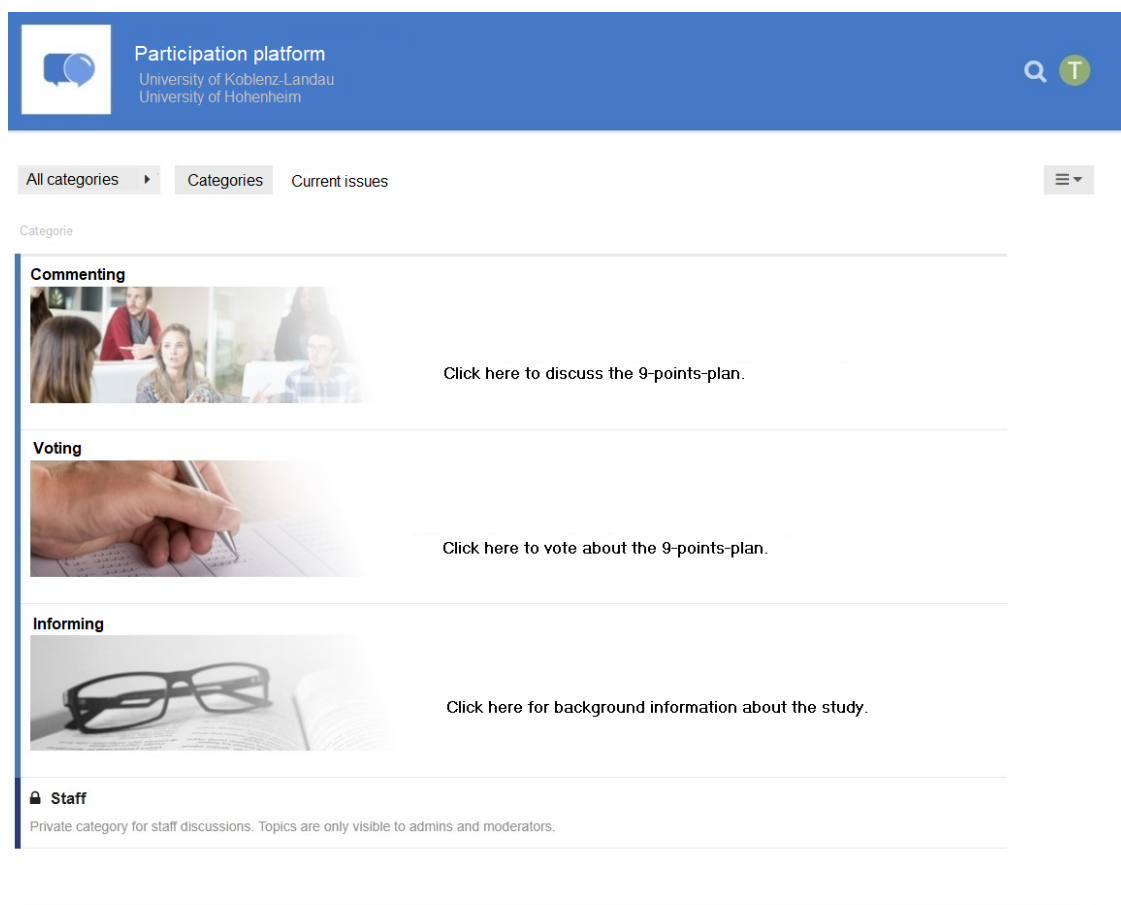 Participation platform
University of Koblenz-Landau
University of Hohenheim
T
All categories
Categories
Current issues
Categorie
Commenting
Click here to discuss the 9-points-plan.
Voting
Click here to vote about the 9-points-plan.
Informing
Click here for background information about the study.
Staff
Private category for staff discussions. Topics are only visible to admins and moderators.